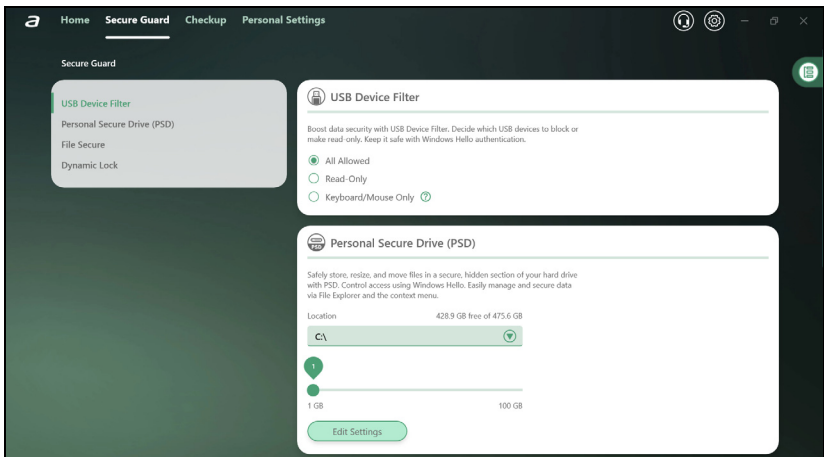 a Home Secure Guard Checkup Personal Settings
Secure Guard
USB Device Filter
Personal Secure Drive (PSD)
File Secure
Dynamic Lock
USB Device Filter
Boost data security with USB Device Filter. Decide which USB devices to block or
make read-only. Keep it safe with Windows Hello authentication.
All Allowed
Read-Only
Keyboard/Mouse Only ?
PSD
Personal Secure Drive (PSD)
Safely store, resize, and move files in a secure, hidden section of your hard drive
with PSD. Control access using Windows Hello. Easily manage and secure data
via File Explorer and the context menu.
Location 428.9 GB free of 475.6 GB
C:\
1
1 GB 100 GB
Edit Settings